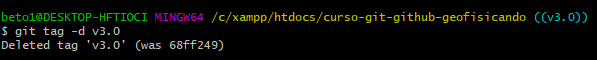 beto1@DESKTOP-HFTIOCI MINGW64 /c/xampp/htdocs/curso-git-github-geofisicando ((v3.0))
$ git tag -d v3.0
Deleted tag 'v3.0' (was 68ff249)